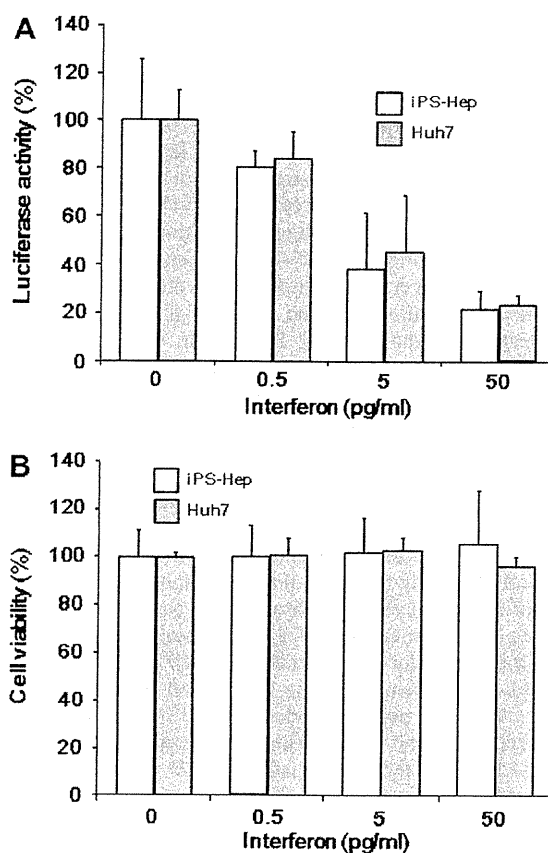 A
140
120
100
80
60
40
20
0
Luciferase activity (%)
iPS-Hep
Huh7
0 0.5 5 50
Interferon (pg/ml)
B
140
120
100
80
60
40
20
0
Cell viability (%)
iPS-Hep
Huh7
0 0.5 5 50
Interferon (pg/ml)